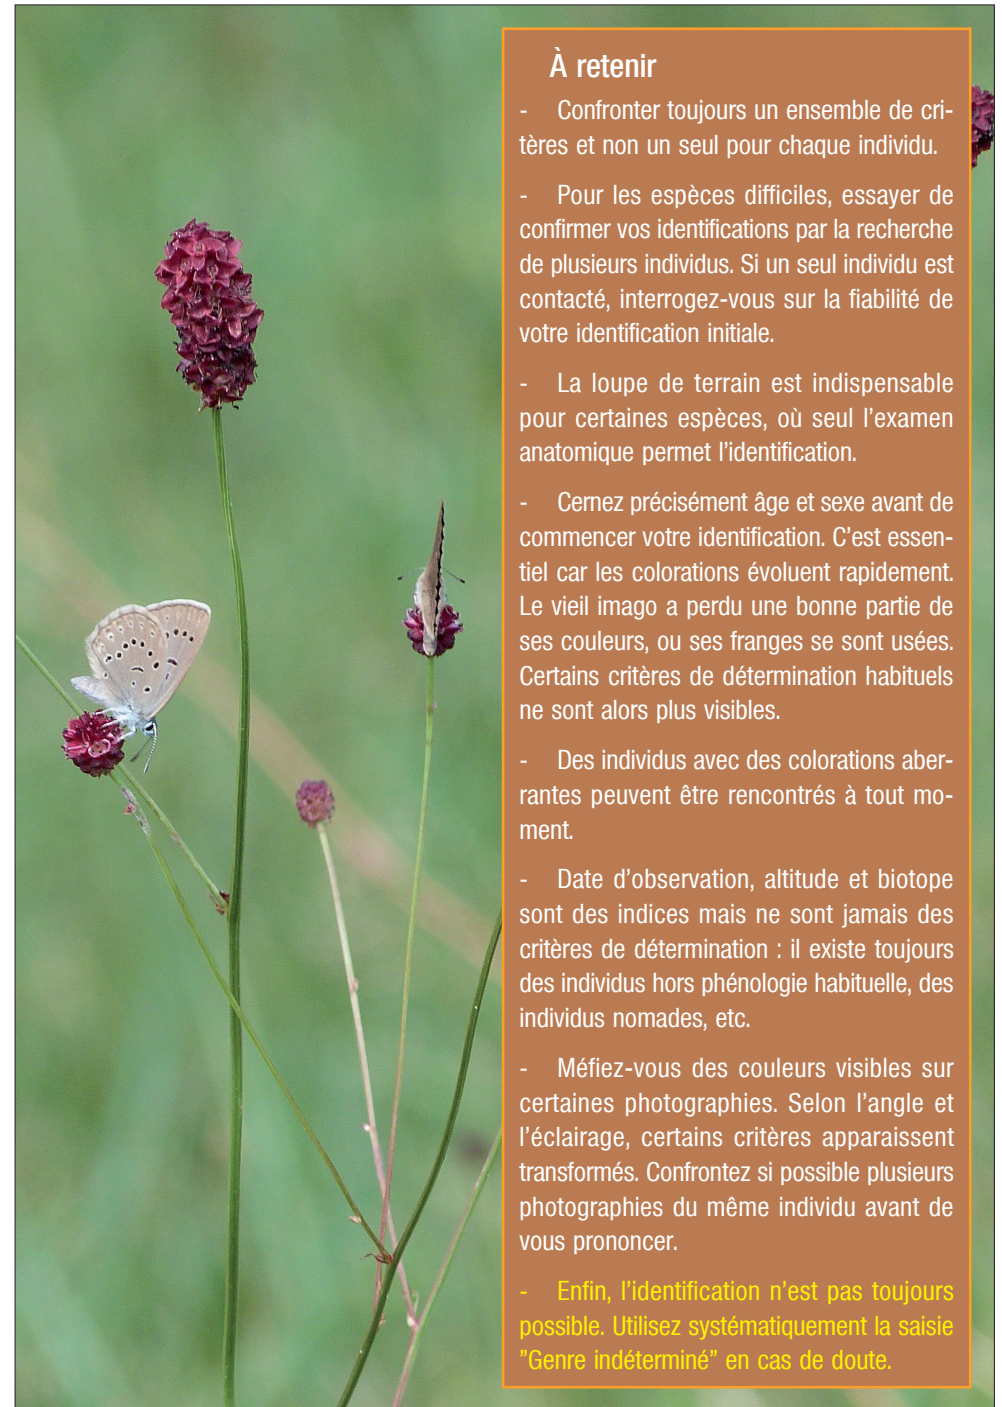 À retenir
- Confronter toujours un ensemble de cri-
tères et non un seul pour chaque individu.
- Pour les espèces difficiles, essayer de
confirmer vos identifications par la recherche
de plusieurs individus. Si un seul individu est
contacté, interrogez-vous sur la fiabilité de
votre identification initiale.
- La loupe de terrain est indispensable
pour certaines espèces, où seul l’examen
anatomique permet l’identification.
- Cernez précisément âge et sexe avant de
commencer votre identification. C’est essen-
tiel car les colorations évoluent rapidement.
Le vieil imago a perdu une bonne partie de
ses couleurs, ou ses franges se sont usées.
Certains critères de détermination habituels
ne sont alors plus visibles.
- Des individus avec des colorations aber-
rantes peuvent être rencontrés à tout mo-
ment.
- Date d’observation, altitude et biotope
sont des indices mais ne sont jamais des
critères de détermination : il existe toujours
des individus hors phénologie habituelle, des
individus nomades, etc.
- Méfiez-vous des couleurs visibles sur
certaines photographies. Selon l’angle et
l’éclairage, certains critères apparaissent
transformés. Confrontez si possible plusieurs
photographies du même individu avant de
vous prononcer.
- Enfin, l’identification n’est pas toujours
possible. Utilisez systématiquement la saisie
”Genre indéterminé” en cas de doute.